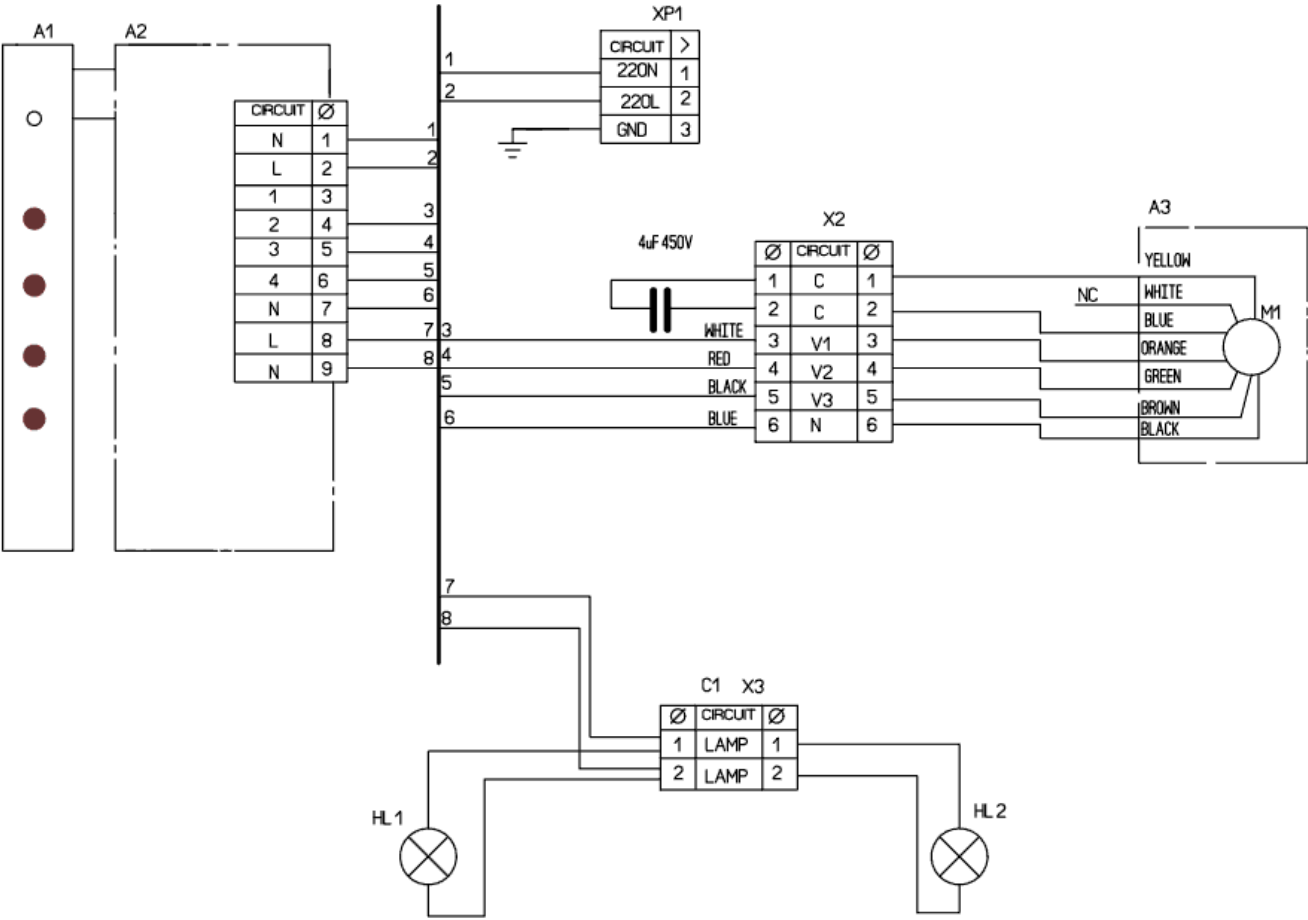 A1
A2
CIRCUIT Ø
N 1
L 2
1 3
2 4
3 5
4 6
N 7
L 8
N 9
1
2
3
4
5
6
7
8
1
2
3
4
5
6
7
8
XP1
CIRCUIT >
220N 1
220L 2
GND 3
4uF 450V
WHITE
RED
BLACK
BLUE
X2
Ø CIRCUIT Ø
1 C 1
2 C 2
3 V1 3
4 V2 4
5 V3 5
6 N 6
A3
YELLOW
NC WHITE
BLUE
ORANGE
GREEN
BROWN
BLACK
M1
C1 X3
Ø CIRCUIT Ø
1 LAMP 1
2 LAMP 2
HL1
HL2